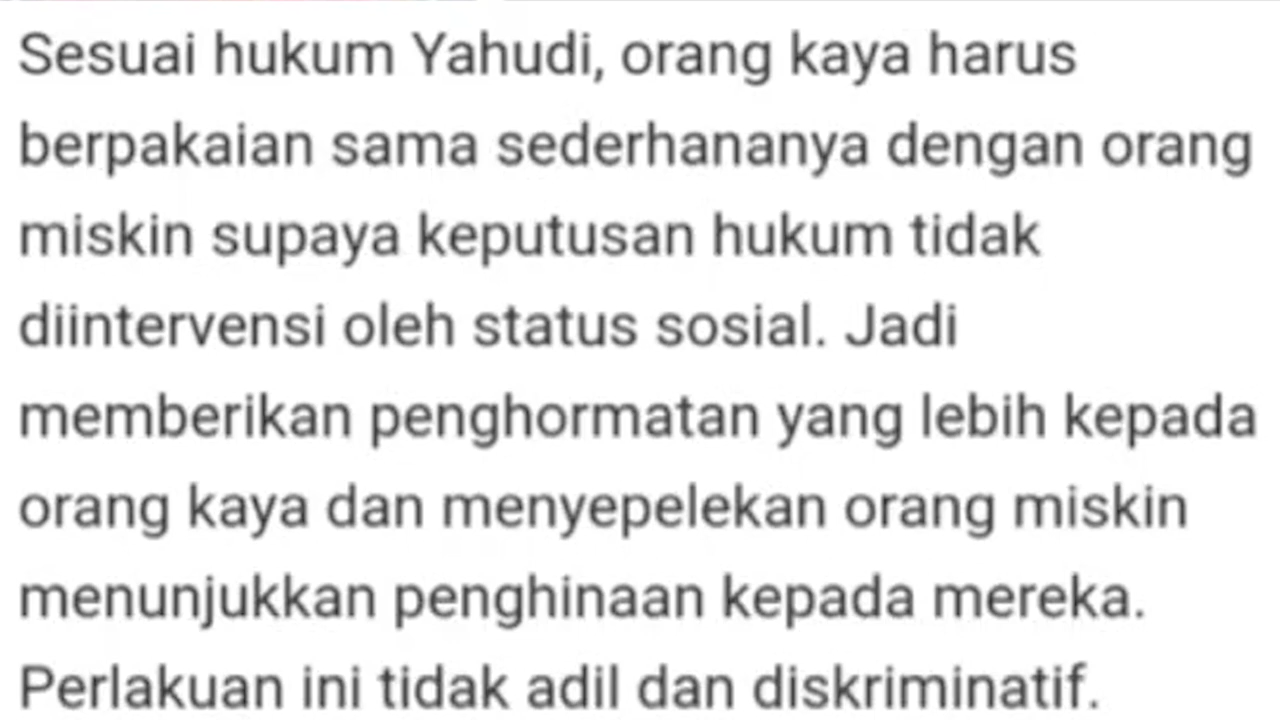 Sesuai hukum Yahudi, orang kaya harus
berpakaian sama sederhananya dengan orang
miskin supaya keputusan hukum tidak
diintervensi oleh status sosial. Jadi
memberikan penghormatan yang lebih kepada
orang kaya dan menyepelekan orang miskin
menunjukkan penghinaan kepada mereka.
Perlakuan ini tidak adil dan diskriminatif.